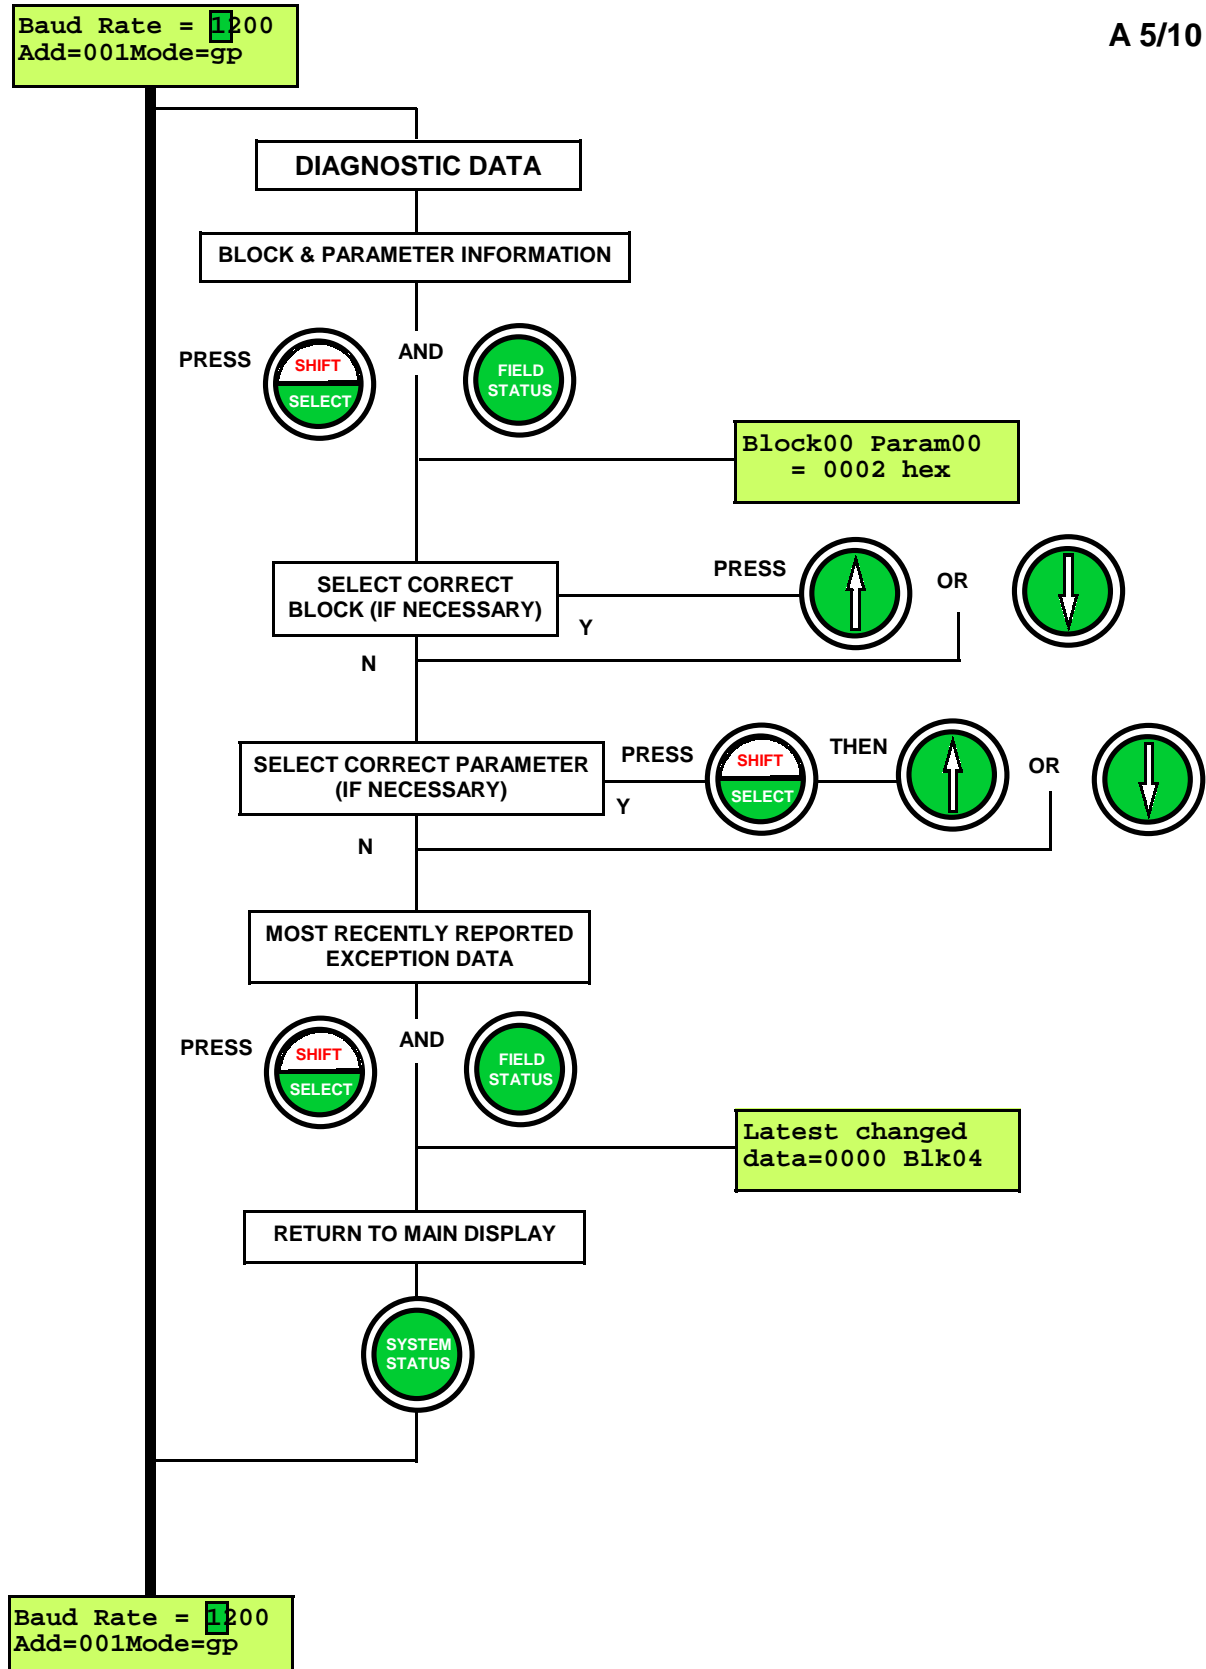 Baud Rate = 1200
Add=001Mode=gp
A 5/10
DIAGNOSTIC DATA
BLOCK & PARAMETER INFORMATION
PRESS
SHIFT
SELECT
AND
FIELD
STATUS
Block00 Param00
= 0002 hex
SELECT CORRECT
BLOCK (IF NECESSARY)
Y
PRESS
OR
N
SELECT CORRECT PARAMETER
(IF NECESSARY)
Y
PRESS
SHIFT
SELECT
THEN
OR
N
MOST RECENTLY REPORTED
EXCEPTION DATA
PRESS
SHIFT
SELECT
AND
FIELD
STATUS
Latest changed
data=0000 Blk04
RETURN TO MAIN DISPLAY
SYSTEM
STATUS
Baud Rate = 1200
Add=001Mode=gp